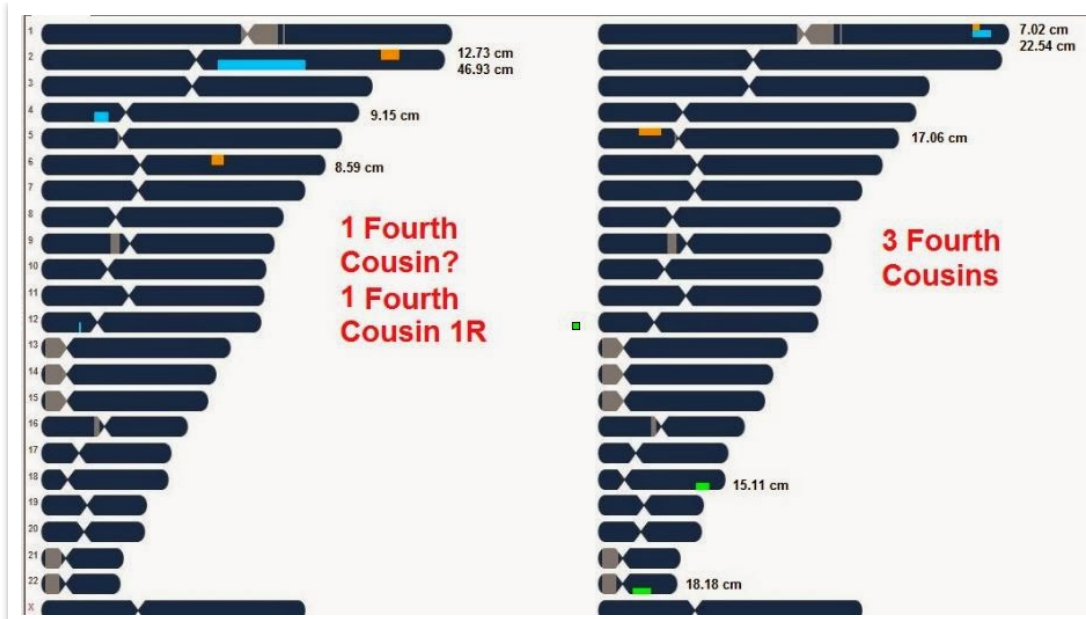 1
2
3
4
5
6
7
8
9
10
11
12
13
14
15
16
17
18
19
20
21
22
X
12.73 cm
46.93 cm
9.15 cm
8.59 cm
1 Fourth
Cousin?
1 Fourth
Cousin 1R
7.02 cm
22.54 cm
17.06 cm
3 Fourth
Cousins
15.11 cm
18.18 cm